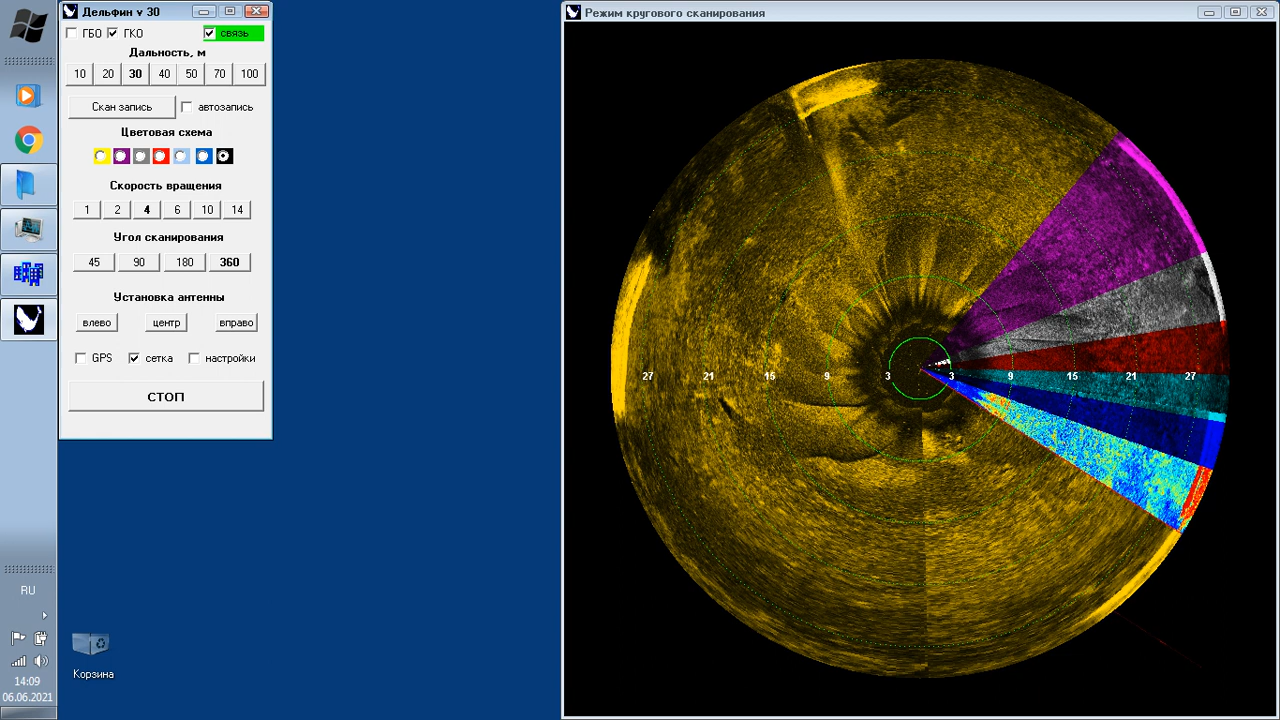 Дельфин v 30
ГБО ГКО связь
Дальность, м
10 20 30 40 50 70 100
Скан запись автозапись
Цветовая схема
Скорость вращения
1 2 4 6 10 14
Угол сканирования
45 90 180 360
Установка антенны
влево центр вправо
GPS сетка настройки
СТОП
Режим кругового сканирования
27 21 15 9 3 3 9 15 21 27
RU
Корзина
14:09
06.06.2021